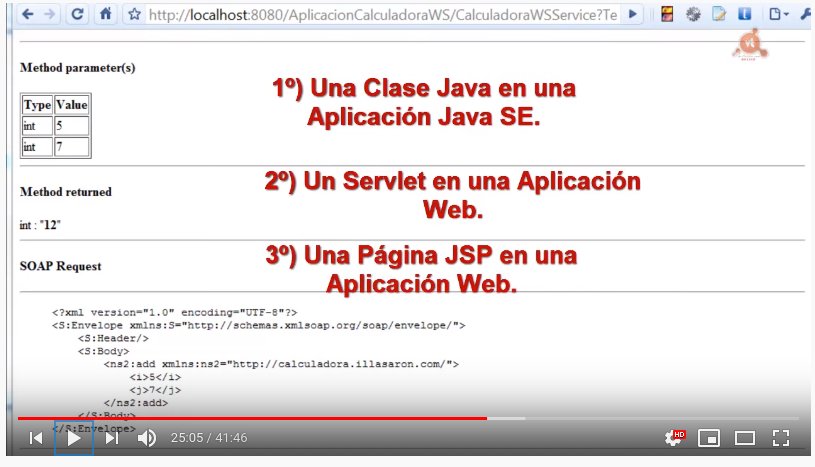 http://localhost:8080/AplicacionCalculadoraWS/CalculadoraWSService?Te
Method parameter(s)
1º) Una Clase Java en una
Aplicación Java SE.
Type Value
int 5
int 7
2º) Un Servlet en una Aplicación
Web.
Method returned
int : "12"
3º) Una Página JSP en una
Aplicación Web.
SOAP Request
<?xml version="1.0" encoding="UTF-8"?>
<S:Envelope xmlns:S="http://schemas.xmlsoap.org/soap/envelope/">
<S:Header/>
<S:Body>
<ns2:add xmlns:ns2="http://calculadora.illasaron.com/">
<i>5</i>
<j>7</j>
</ns2:add>
</S:Body>
</S:Envelope>
25:05 / 41:46
HD